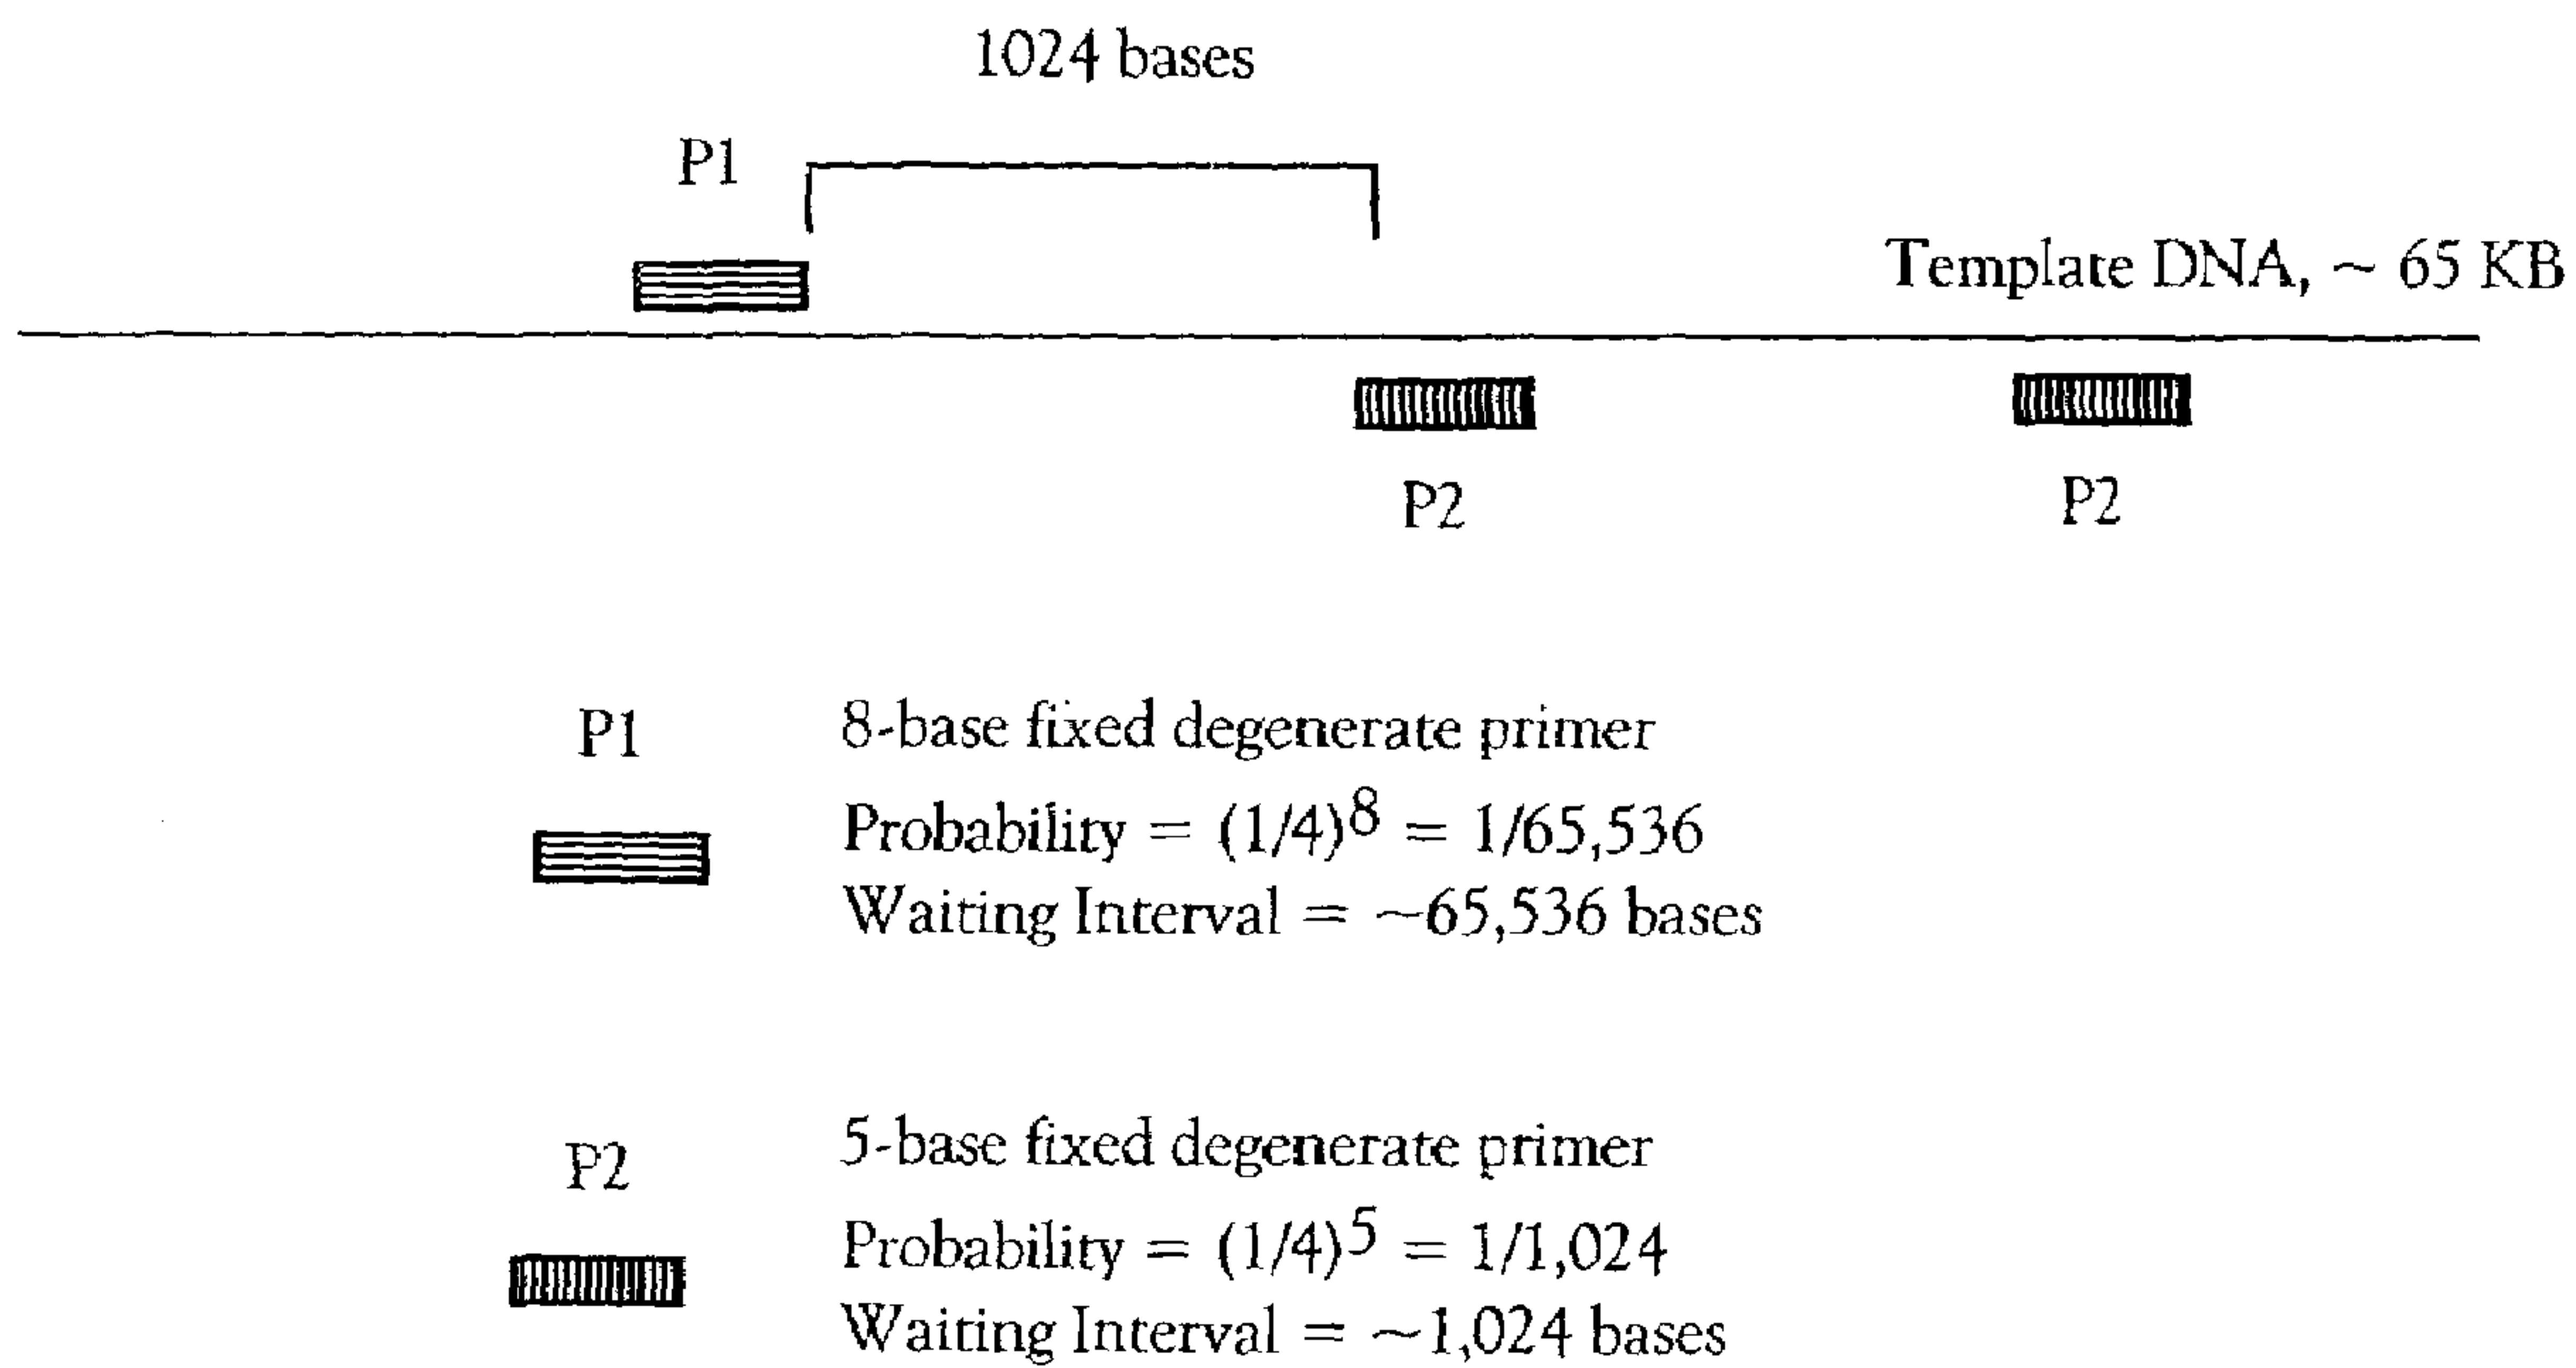 1024 bases
P1
Template DNA, ~ 65 KB
P2
P2
P1
8-base fixed degenerate primer
Probability = (1/4)^8 = 1/65,536
Waiting Interval = ~65,536 bases
P2
5-base fixed degenerate primer
Probability = (1/4)^5 = 1/1,024
Waiting Interval = ~1,024 bases